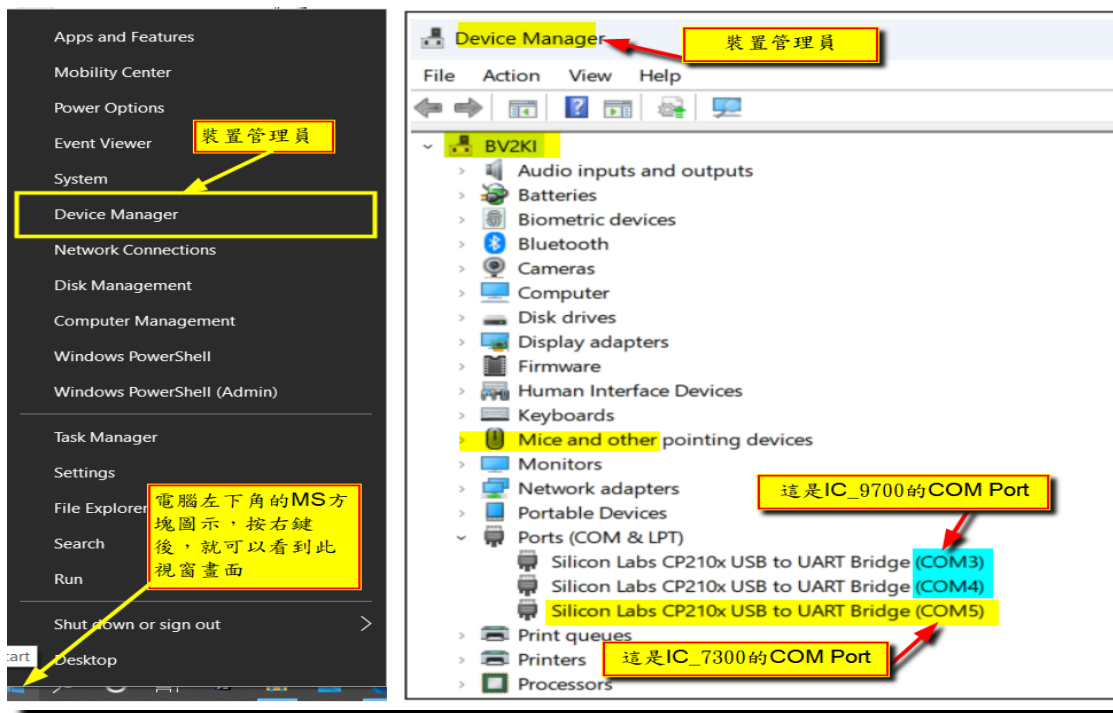 Apps and Features
Mobility Center
Power Options
Event Viewer
裝置管理員
System
Device Manager
Network Connections
Disk Management
Computer Management
Windows PowerShell
Windows PowerShell (Admin)
Task Manager
Settings
File Explorer
Search
Run
電腦左下角的MS方
塊圖示，按右鍵
後，就可以看到此
視窗畫面
Shut down or sign out
Desktop
Device Manager
裝置管理員
File Action View Help
BV2KI
Audio inputs and outputs
Batteries
Biometric devices
Bluetooth
Cameras
Computer
Disk drives
Display adapters
Firmware
Human Interface Devices
Keyboards
Mice and other pointing devices
Monitors
Network adapters
這是IC_9700的COM Port
Portable Devices
Ports (COM & LPT)
Silicon Labs CP210x USB to UART Bridge (COM3)
Silicon Labs CP210x USB to UART Bridge (COM4)
Silicon Labs CP210x USB to UART Bridge (COM5)
Print queues
Printers
這是IC_7300的COM Port
Processors